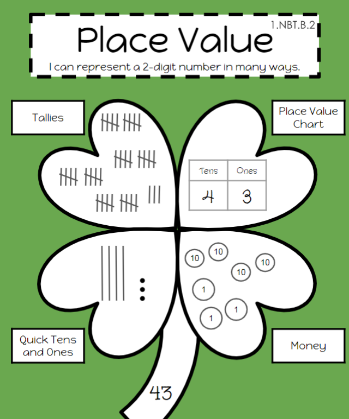 1.NBT.B.2
Place Value
I can represent a 2-digit number in many ways.
Tallies
Place Value
Chart
Tens Ones
4 3
10
10
10
10
1
1
1
Quick Tens
and Ones
Money
43